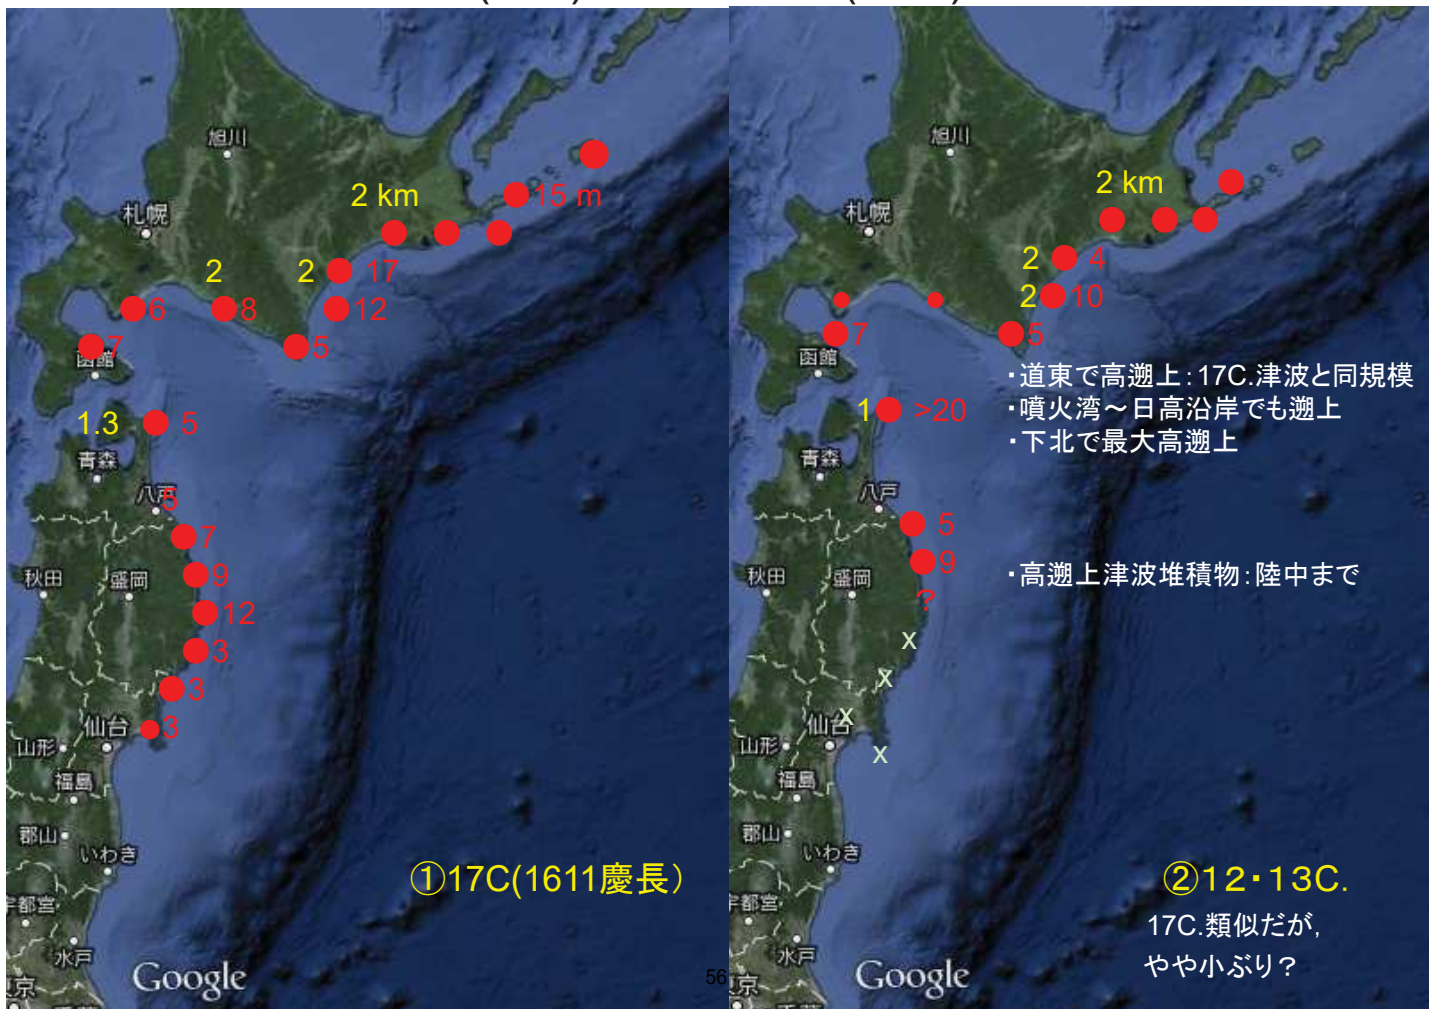 旭川
2 km
15 m
札幌
2
2
17
6
8
12
7
5
函館
1.3
5
青森
八戸
5
7
秋田
盛岡
9
12
3
3
仙台
3
山形
福島
郡山
いわき
①17C(1611慶長)
宇都宮
水戸
東京
Google
56
旭川
2 km
札幌
2
4
2
10
7
5
函館
・道東で高遡上:17C.津波と同規模
・噴火湾~日高沿岸でも遡上
・下北で最大高遡上
1
>20
青森
八戸
5
9
秋田
盛岡
・高遡上津波堆積物:陸中まで
?
x
x
x
仙台
x
山形
福島
郡山
いわき
②12・13C.
宇都宮
17C.類似だが,
やや小ぶり?
水戸
東京
Google